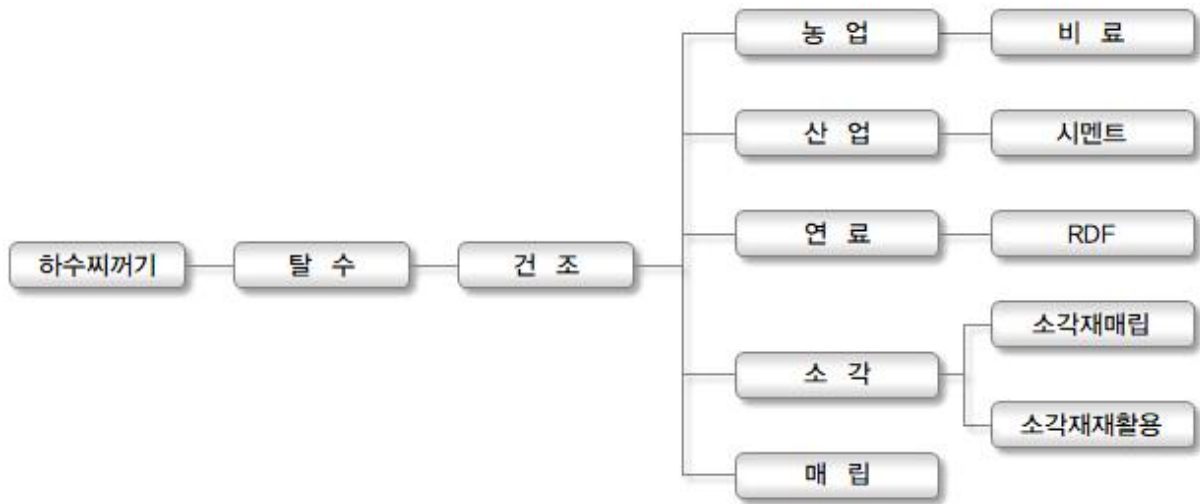 하수찌꺼기
탈 수
건 조
농 업
비 료
산 업
시멘트
연 료
RDF
소 각
소각재매립
소각재재활용
매 립